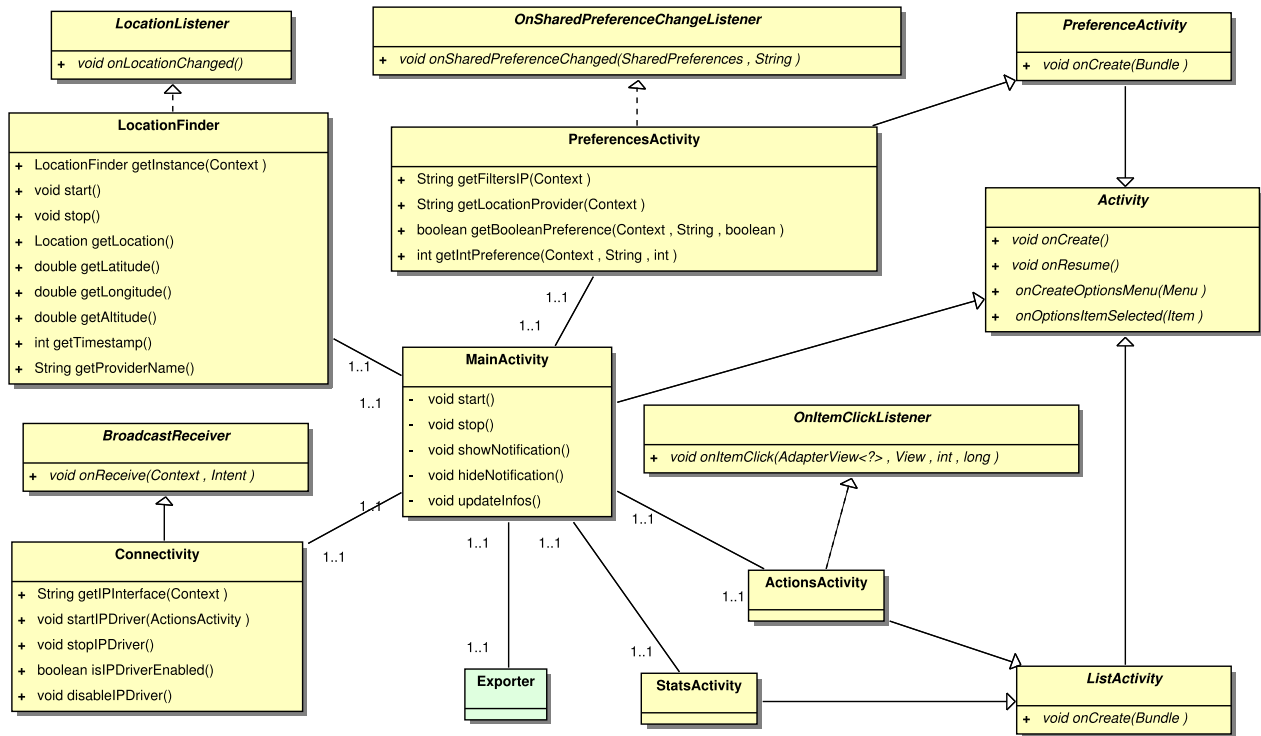 LocationListener
+ void onLocationChanged()
OnSharedPreferenceChangeListener
+ void onSharedPreferenceChanged(SharedPreferences , String )
PreferenceActivity
+ void onCreate(Bundle )
LocationFinder
+ LocationFinder getInstance(Context )
+ void start()
+ void stop()
+ Location getLocation()
+ double getLatitude()
+ double getLongitude()
+ double getAltitude()
+ int getTimestamp()
+ String getProviderName()
PreferencesActivity
+ String getFiltersIP(Context )
+ String getLocationProvider(Context )
+ boolean getBooleanPreference(Context , String , boolean )
+ int getIntPreference(Context , String , int )
Activity
+ void onCreate()
+ void onResume()
+ onCreateOptionsMenu(Menu )
+ onOptionsItemSelected(Item )
1..1
1..1
1..1
1..1
MainActivity
- void start()
- void stop()
- void showNotification()
- void hideNotification()
- void updateInfos()
OnItemClickListener
+ void onItemClick(AdapterView<?> , View , int , long )
BroadcastReceiver
+ void onReceive(Context , Intent )
1..1
1..1
1..1
1..1
1..1
Connectivity
+ String getIPInterface(Context )
+ void startIPDriver(ActionsActivity )
+ void stopIPDriver()
+ boolean isIPDriverEnabled()
+ void disableIPDriver()
ActionsActivity
1..1
1..1
1..1
Exporter
StatsActivity
ListActivity
+ void onCreate(Bundle )